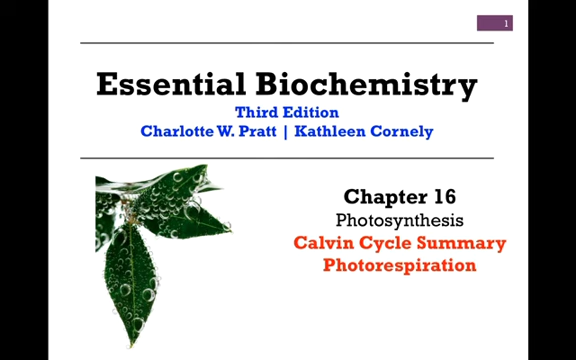 1
Essential Biochemistry
Third Edition
Charlotte W. Pratt | Kathleen Cornely
Chapter 16
Photosynthesis
Calvin Cycle Summary
Photorespiration